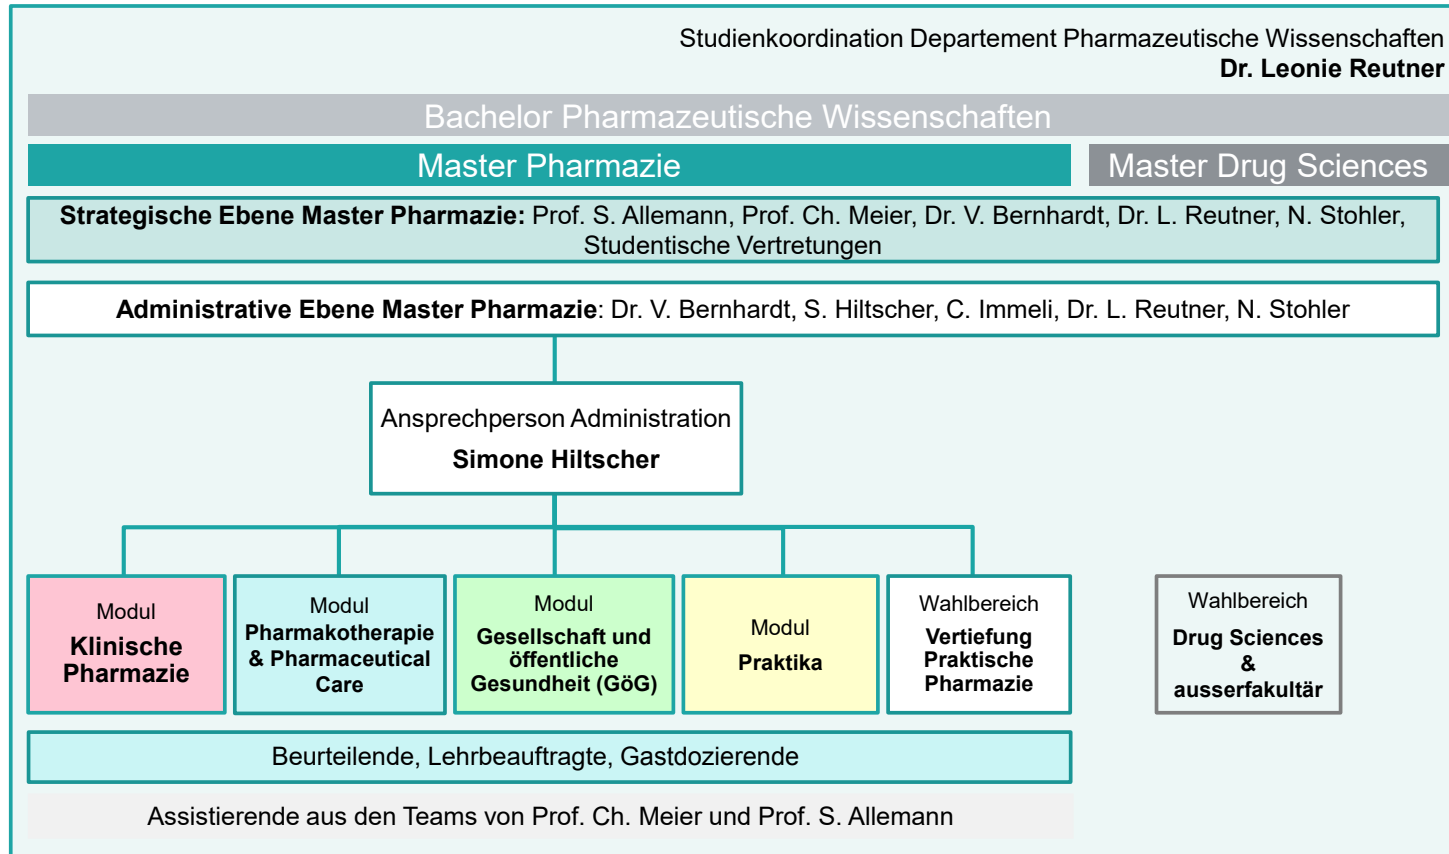 Studienkoordination Departement Pharmazeutische Wissenschaften
Dr. Leonie Reutner
Bachelor Pharmazeutische Wissenschaften
Master Pharmazie
Master Drug Sciences
Strategische Ebene Master Pharmazie: Prof. S. Allemann, Prof. Ch. Meier, Dr. V. Bernhardt, Dr. L. Reutner, N. Stohler,
Studentische Vertretungen
Administrative Ebene Master Pharmazie: Dr. V. Bernhardt, S. Hiltscher, C. Immeli, Dr. L. Reutner, N. Stohler
Ansprechperson Administration
Simone Hiltscher
Modul
Klinische
Pharmazie
Modul
Pharmakotherapie
& Pharmaceutical
Care
Modul
Gesellschaft und
öffentliche
Gesundheit (GöG)
Modul
Praktika
Wahlbereich
Vertiefung
Praktische
Pharmazie
Wahlbereich
Drug Sciences
&
ausserfakultär
Beurteilende, Lehrbeauftragte, Gastdozierende
Assistierende aus den Teams von Prof. Ch. Meier und Prof. S. Allemann